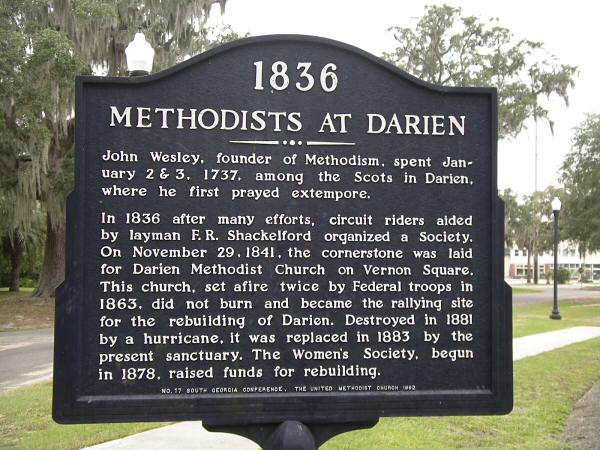 1836
METHODISTS AT DARIEN
John Wesley, founder of Methodism, spent Jan-
uary 2 & 3, 1737, among the Scots in Darien,
where he first prayed extempore.
In 1836 after many efforts, circuit riders aided
by layman F.R. Shackelford organized a Society.
On November 29, 1841, the cornerstone was laid
for Darien Methodist Church on Vernon Square.
This church, set afire twice by Federal troops in
1863, did not burn and became the rallying site
for the rebuilding of Darien. Destroyed in 1881
by a hurricane, it was replaced in 1883 by the
present sanctuary. The Women's Society, begun
in 1878, raised funds for rebuilding.
NO. 17 SOUTH GEORGIA CONFERENCE, THE UNITED METHODIST CHURCH 1992